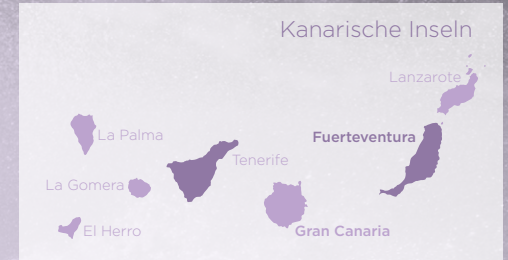 Kanarische Inseln
Lanzarote
La Palma
Fuerteventura
Tenerife
La Gomera
El Herro
Gran Canaria